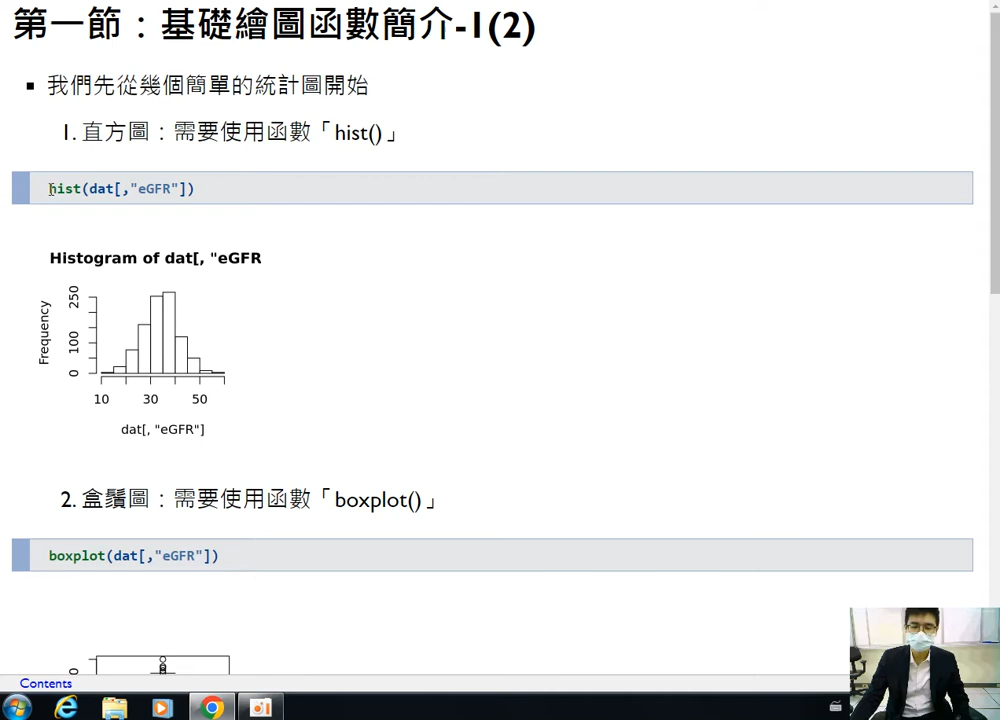 第一節：基礎繪圖函數簡介-1(2)
▪ 我們先從幾個簡單的統計圖開始
1. 直方圖：需要使用函數「hist()」
hist(dat[,"eGFR"])
Histogram of dat[, "eGFR
Frequency
250
100
0
10 30 50
dat[, "eGFR"]
2. 盒鬚圖：需要使用函數「boxplot()」
boxplot(dat[,"eGFR"])
Contents